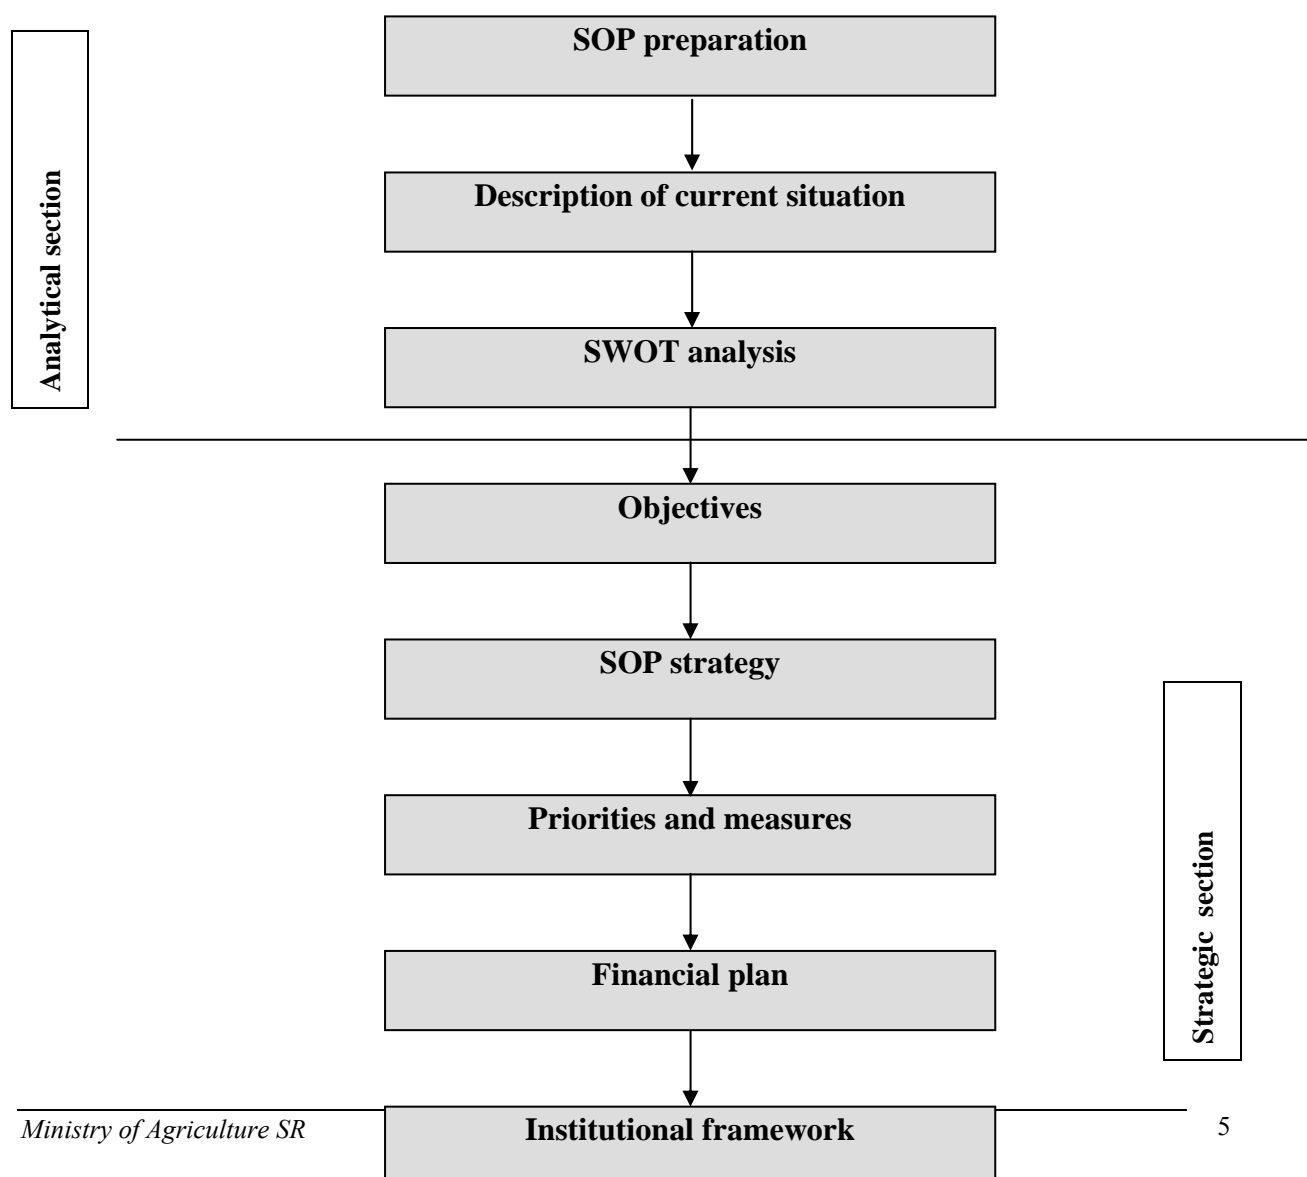 SOP preparation
Analytical section
Description of current situation
SWOT analysis
Objectives
SOP strategy
Priorities and measures
Strategic section
Financial plan
Institutional framework
Ministry of Agriculture SR
5